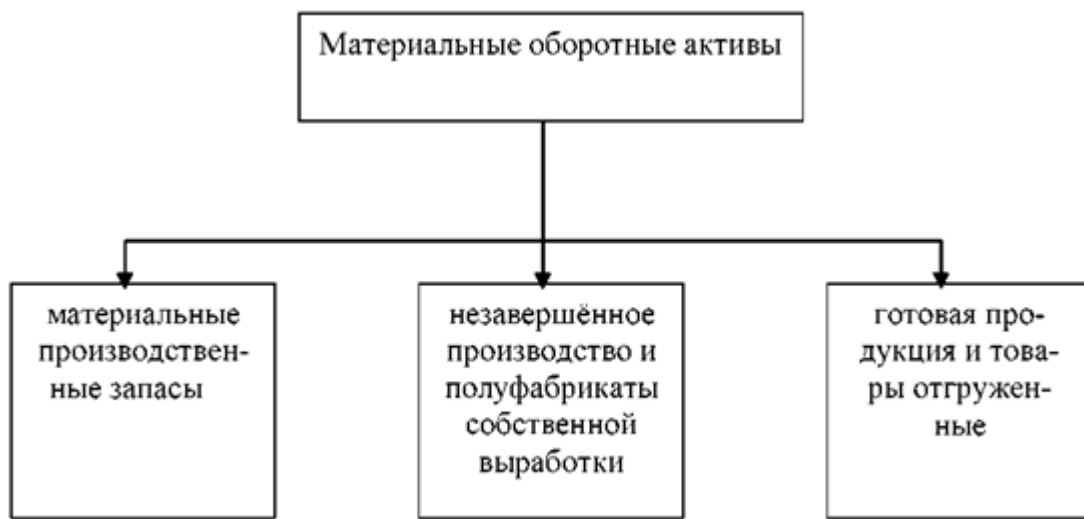 Материальные оборотные активы
материальные
производствен-
ные запасы
незавершённое
производство и
полуфабрикаты
собственной
выработки
готовая про-
дукция и това-
ры отгружен-
ные